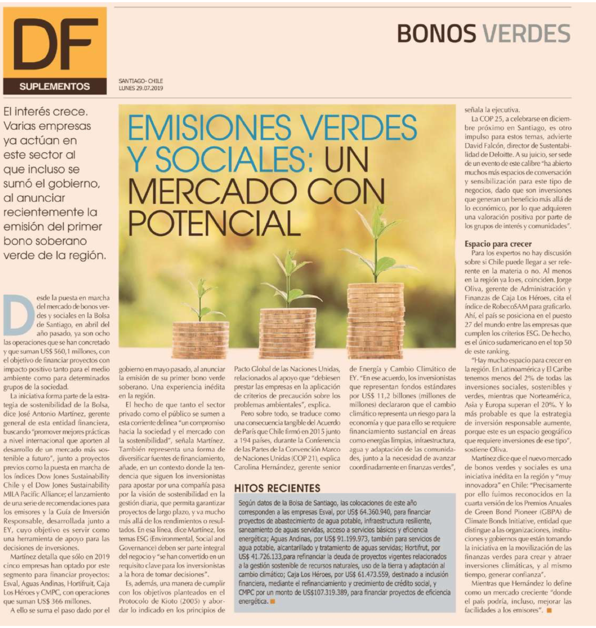 DF
SUPLEMENTOS
SANTIAGO- CHILE
LUNES 29.07.2019
BONOS VERDES
El interés crece.
Varias empresas
ya actúan en
este sector al
que incluso se
sumó el gobierno,
al anunciar
recientemente la
emisión del primer
bono soberano
verde de la región.
EMISIONES VERDES
Y SOCIALES: UN
MERCADO CON
POTENCIAL
Desde la puesta en marcha
del mercado de bonos ver-
des y sociales en la Bolsa
de Santiago, en abril del
año pasado, ya son ocho
las operaciones que se han concretado
y que suman US$ 560,1 millones, con
el objetivo de financiar proyectos con
impacto positivo tanto para el medio
ambiente como para determinados
grupos de la sociedad.
La iniciativa forma parte de la estra-
tegia de sostenibilidad de la Bolsa,
dice José Antonio Martínez, gerente
general de esta entidad financiera,
buscando "promover mejores prácticas
a nivel internacional que aporten al
desarrollo de un mercado más sos-
tenible a futuro", junto a proyectos
previos como la puesta en marcha de
los índices Dow Jones Sustainability
Chile y el Dow Jones Sustainability
MILA Pacific Alliance; el lanzamiento
de una serie de recomendaciones para
los emisores y la Guía de Inversión
Responsable, desarrollada junto a
EY, cuyo objetivo es servir como
una herramienta de apoyo para las
decisiones de inversiones.
Martínez detalla que sólo en 2019
cinco empresas han optado por este
segmento para financiar proyectos:
Esval, Aguas Andinas, Hortifrut, Caja
Los Héroes y CMPC, con operaciones
que suman US$ 366 millones.
A ello se suma el paso dado por el
gobierno en mayo pasado, al anunciar
la emisión de su primer bono verde
soberano. Una experiencia inédita
en la región.
El hecho de que tanto el sector
privado como el público se sumen a
esta corriente delinea "un compromiso
hacia la sociedad y el mercado con
la sostenibilidad", señala Martínez.
También representa una forma de
diversificar fuentes de financiamiento,
añade, en un contexto donde la ten-
dencia que siguen los inversionistas
para apostar por una compañía pasa
por la visión de sostenibilidad en la
gestión diaria, que permita garantizar
proyectos de largo plazo, y va mucho
más allá de los rendimientos o resul-
tados. En esa línea, dice Martínez, los
temas ESG (Environmental, Social and
Governance) deben ser parte integral
del negocio y "se han convertido en un
requisito clave para los inversionistas
a la hora de tomar decisiones".
Es, además, una manera de cumplir
con los objetivos planteados en el
Protocolo de Kioto (2005) y abor-
dar lo indicado en los principios de
Pacto Global de las Naciones Unidas,
relacionados al apoyo que "debiesen
prestar las empresas en la aplicación
de criterios de precaución sobre los
problemas ambientales", explica.
Pero sobre todo, se traduce como
una consecuencia tangible del Acuerdo
de París que Chile firmó en 2015 junto
a 194 países, durante la Conferencia
de las Partes de la Convención Marco
de Naciones Unidas (COP 21), explica
Carolina Hernández, gerente senior
de Energía y Cambio Climático de
EY. "En ese acuerdo, los inversionistas
que representan fondos estándares
por US$ 11,2 billones (millones de
millones) declararon que el cambio
climático representa un riesgo para la
economía y que para ello se requiere
financiamiento sustancial en áreas
como energías limpias, infraestructura,
agua y adaptación de las comunida-
des, junto a la necesidad de avanzar
coordinadamente en finanzas verdes",
señala la ejecutiva.
La COP 25, a celebrarse en diciem-
bre próximo en Santiago, es otro
impulso para estos temas, advierte
David Falcón, director de Sustentabi-
lidad de Deloitte. A su juicio, ser sede
de un evento de este calibre "ha abierto
muchos más espacios de conversación
y sensibilización para este tipo de
negocios, dado que son inversiones
que generan un beneficio más allá de
lo económico, por lo que adquieren
una valoración positiva por parte de
los grupos de interés y comunidades".
Espacio para crecer
Para los expertos no hay discusión
sobre si Chile puede llegar a ser refe-
rente en la materia o no. Al menos
en la región ya lo es, coinciden. Jorge
Oliva, gerente de Administración y
Finanzas de Caja Los Héroes, cita el
índice de RobecoSAM para graficarlo.
Ahí, el país se posiciona en el puesto
27 del mundo entre las empresas que
cumplen los criterios ESG. De hecho,
es el único sudamericano en el top 50
de este ranking.
"Hay mucho espacio para crecer en
la región. En Latinoamérica y El Caribe
tenemos menos del 2% de todas las
inversiones sociales, sostenibles y
verdes, mientras que Norteamérica,
Asia y Europa superan el 20%. Y lo
más probable es que la estrategia de
inversión responsable aumente,
porque este es un espacio geográfico
que requiere inversiones de ese tipo",
sostiene Oliva.
Martínez dice que el nuevo mercado
de bonos verdes y sociales es una
iniciativa inédita en la región y "muy
innovadora" en Chile: "Precisamente
por ello fuimos reconocidos en la
cuarta versión de los Premios Anuales
de Green Bond Pioneer (GBPA) de
Climate Bonds Initiative, entidad que
distingue a las organizaciones, institu-
ciones y gobiernos que están tomando
la iniciativa en la movilización de las
finanzas verdes para crear y atraer
inversiones climáticas, y al mismo
tiempo, generar confianza".
Mientras que Hernández lo define
como un mercado creciente "donde
el país podría, incluso, mejorar las
facilidades a los emisores".
HITOS RECIENTES
Según datos de la Bolsa de Santiago, las colocaciones de este año
corresponden a las empresas Esval, por US$ 64.360.940, para financiar
proyectos de abastecimiento de agua potable, infraestructura resiliente,
saneamiento de aguas servidas, acceso a servicios básicos y eficiencia
energética; Aguas Andinas, por US$ 91.199.973, también para servicios de
agua potable, alcantarillado y tratamiento de aguas servidas; Hortifrut, por
US$ 41.726.133,para refinanciar la deuda de proyectos vigentes relacionados
a la gestión sostenible de recursos naturales, uso de la tierra y adaptación al
cambio climático; Caja Los Héroes, por US$ 61.473.559, destinado a inclusión
financiera, mediante el refinanciamiento y crecimiento de crédito social, y
CMPC por un monto de US$107.319.389, para financiar proyectos de eficiencia
energética.